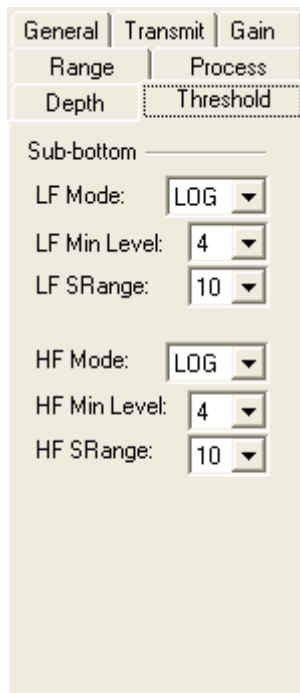 General Transmit Gain
Range Process
Depth Threshold
Sub-bottom
LF Mode: LOG
LF Min Level: 4
LF SRange: 10
HF Mode: LOG
HF Min Level: 4
HF SRange: 10